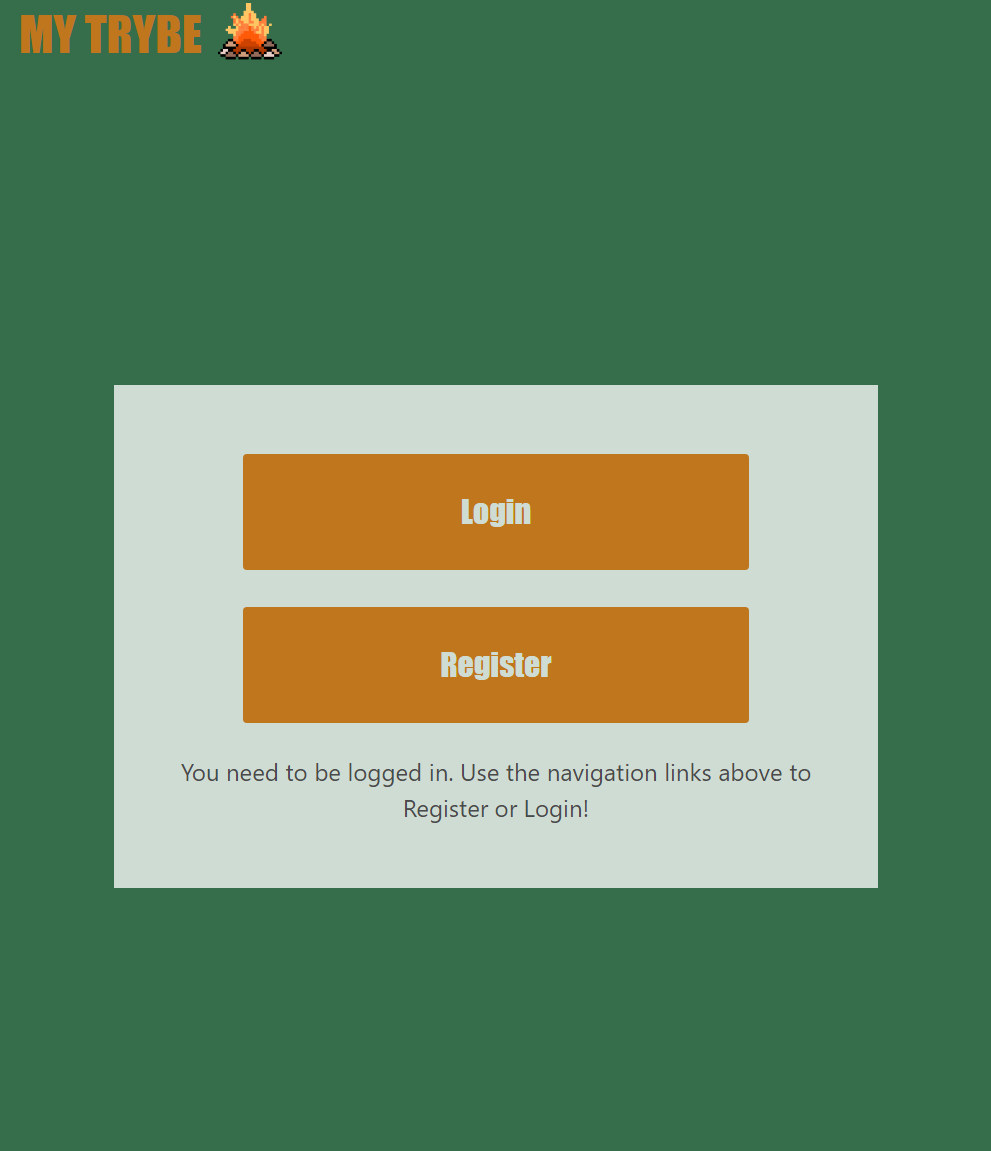 MY TRYBE
Login
Register
You need to be logged in. Use the navigation links above to
Register or Login!